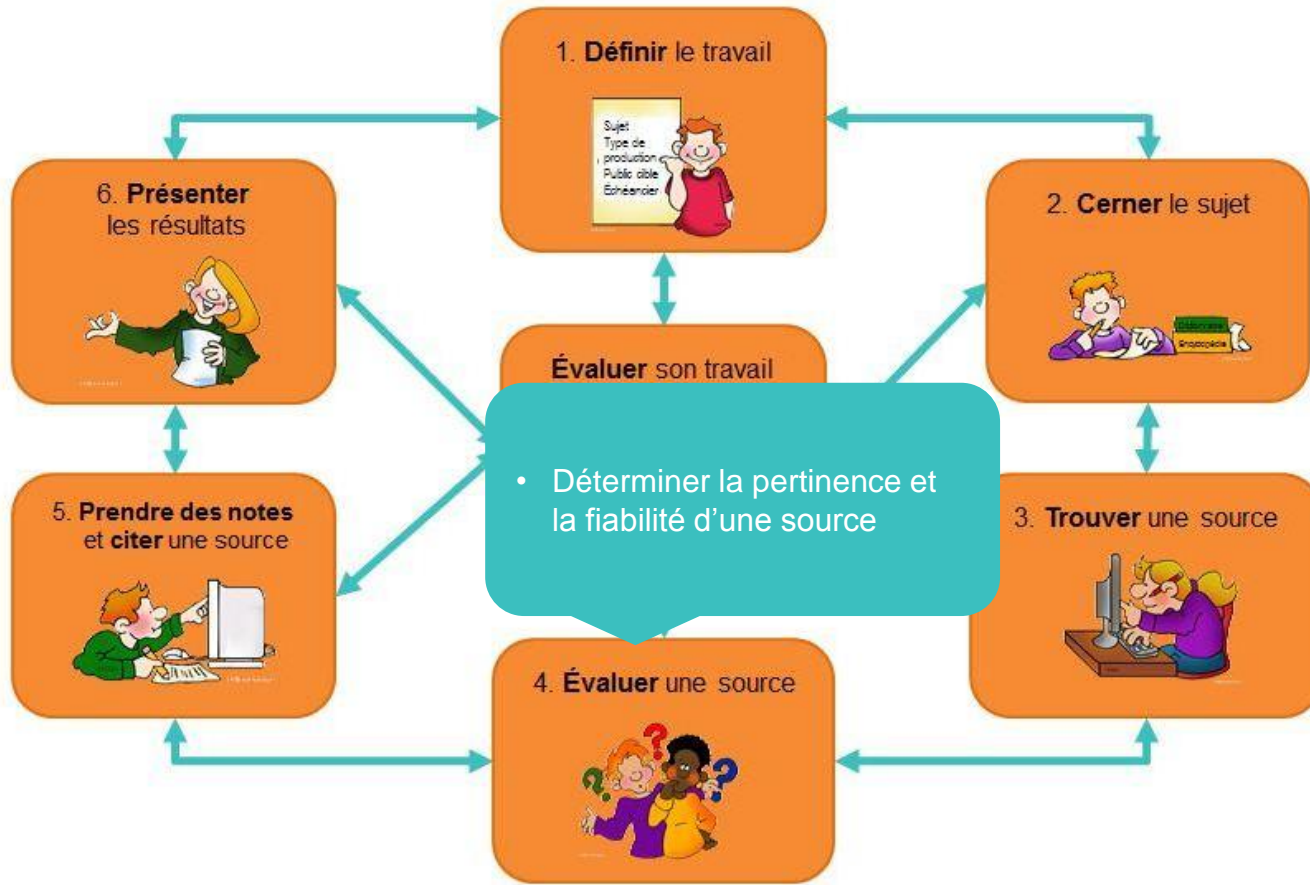 1. Définir le travail
Sujet
Type de
production
Public cible
Échéancier
6. Présenter
les résultats
2. Cerner le sujet
Encyclopédie
Évaluer son travail
• Déterminer la pertinence et
la fiabilité d’une source
5. Prendre des notes
et citer une source
3. Trouver une source
4. Évaluer une source